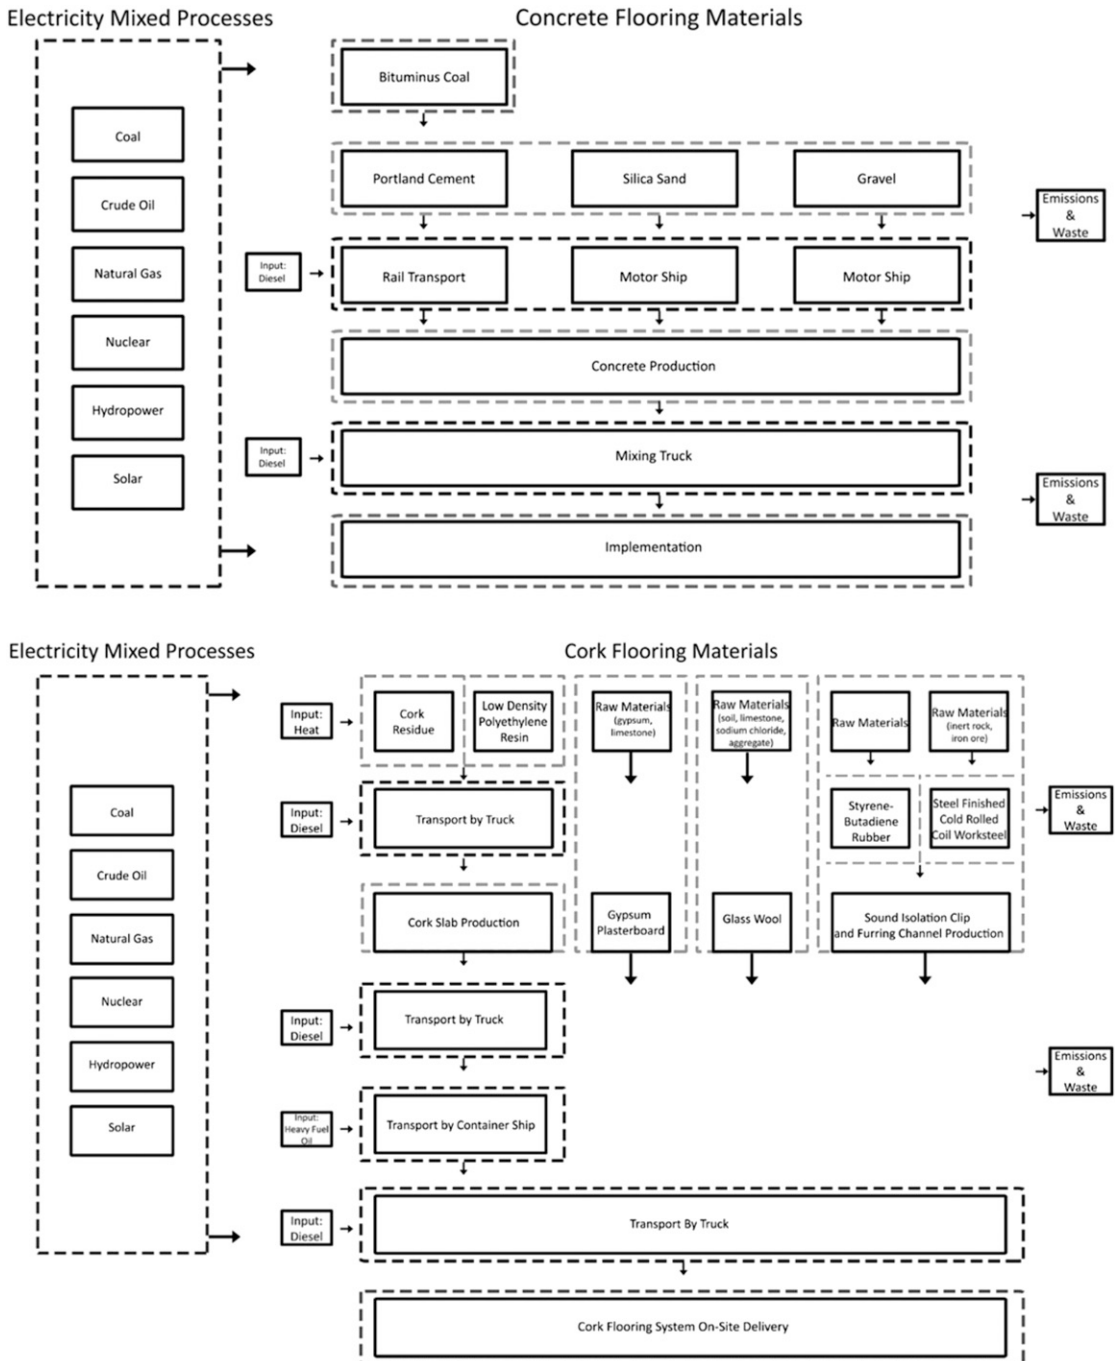 Electricity Mixed Processes
Concrete Flooring Materials
Coal
Crude Oil
Natural Gas
Nuclear
Hydropower
Solar
Bituminus Coal
Portland Cement
Silica Sand
Gravel
Input:
Diesel
Rail Transport
Motor Ship
Motor Ship
Concrete Production
Input:
Diesel
Mixing Truck
Implementation
Emissions
&
Waste
Emissions
&
Waste
Electricity Mixed Processes
Cork Flooring Materials
Coal
Crude Oil
Natural Gas
Nuclear
Hydropower
Solar
Input:
Heat
Cork
Residue
Low Density
Polyethylene
Resin
Raw Materials
(gypsum,
limestone)
Raw Materials
(soil, limestone,
sodium chloride,
aggregate)
Raw Materials
Raw Materials
(inert rock,
iron ore)
Input:
Diesel
Transport by Truck
Styrene-
Butadiene
Rubber
Steel Finished
Cold Rolled
Coil Worksteel
Emissions
&
Waste
Cork Slab Production
Gypsum
Plasterboard
Glass Wool
Sound Isolation Clip
and Furring Channel Production
Input:
Diesel
Transport by Truck
Emissions
&
Waste
Input:
Heavy Fuel
Oil
Transport by Container Ship
Input:
Diesel
Transport By Truck
Cork Flooring System On-Site Delivery